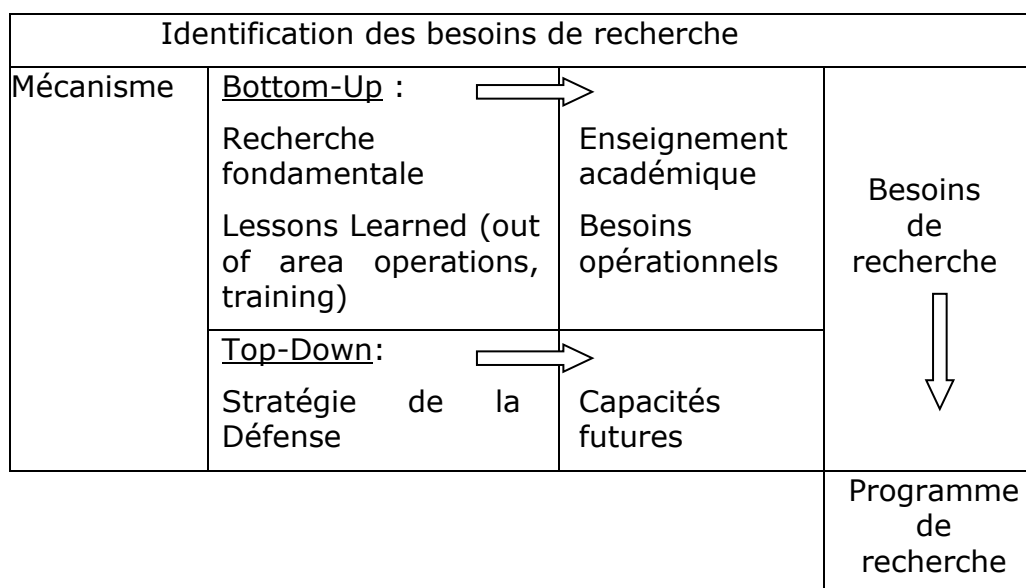 Identification des besoins de recherche
Mécanisme
Bottom-Up :
Recherche
fondamentale
Lessons Learned (out
of area operations,
training)
Enseignement
académique
Besoins
opérationnels
Top-Down:
Stratégie de la
Défense
Capacités
futures
Besoins
de
recherche
Programme
de
recherche